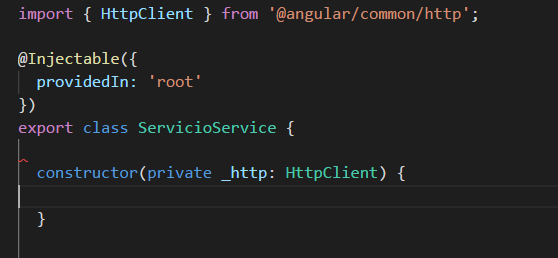 import { HttpClient } from '@angular/common/http';
@Injectable({
providedIn: 'root'
})
export class ServicioService {
constructor(private _http: HttpClient) {
}